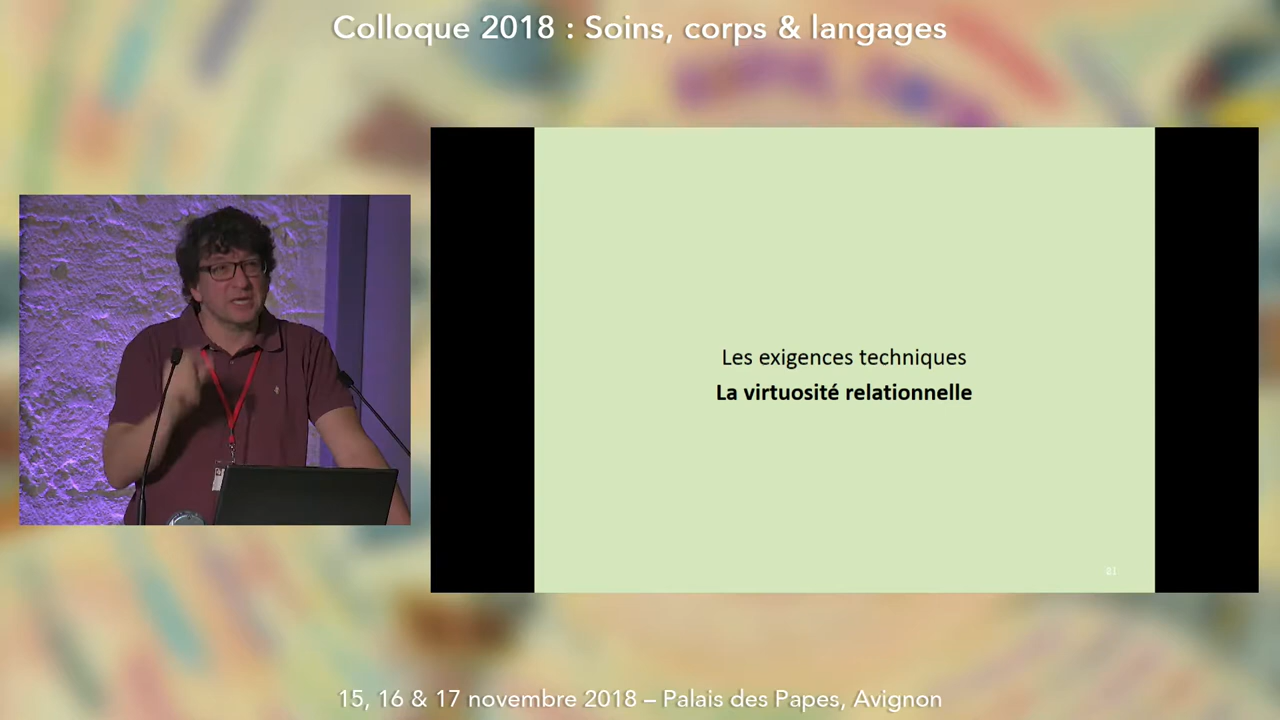 Colloque 2018 : Soins, corps & langages
Les exigences techniques
La virtuosité relationnelle
21
15, 16 & 17 novembre 2018 – Palais des Papes, Avignon